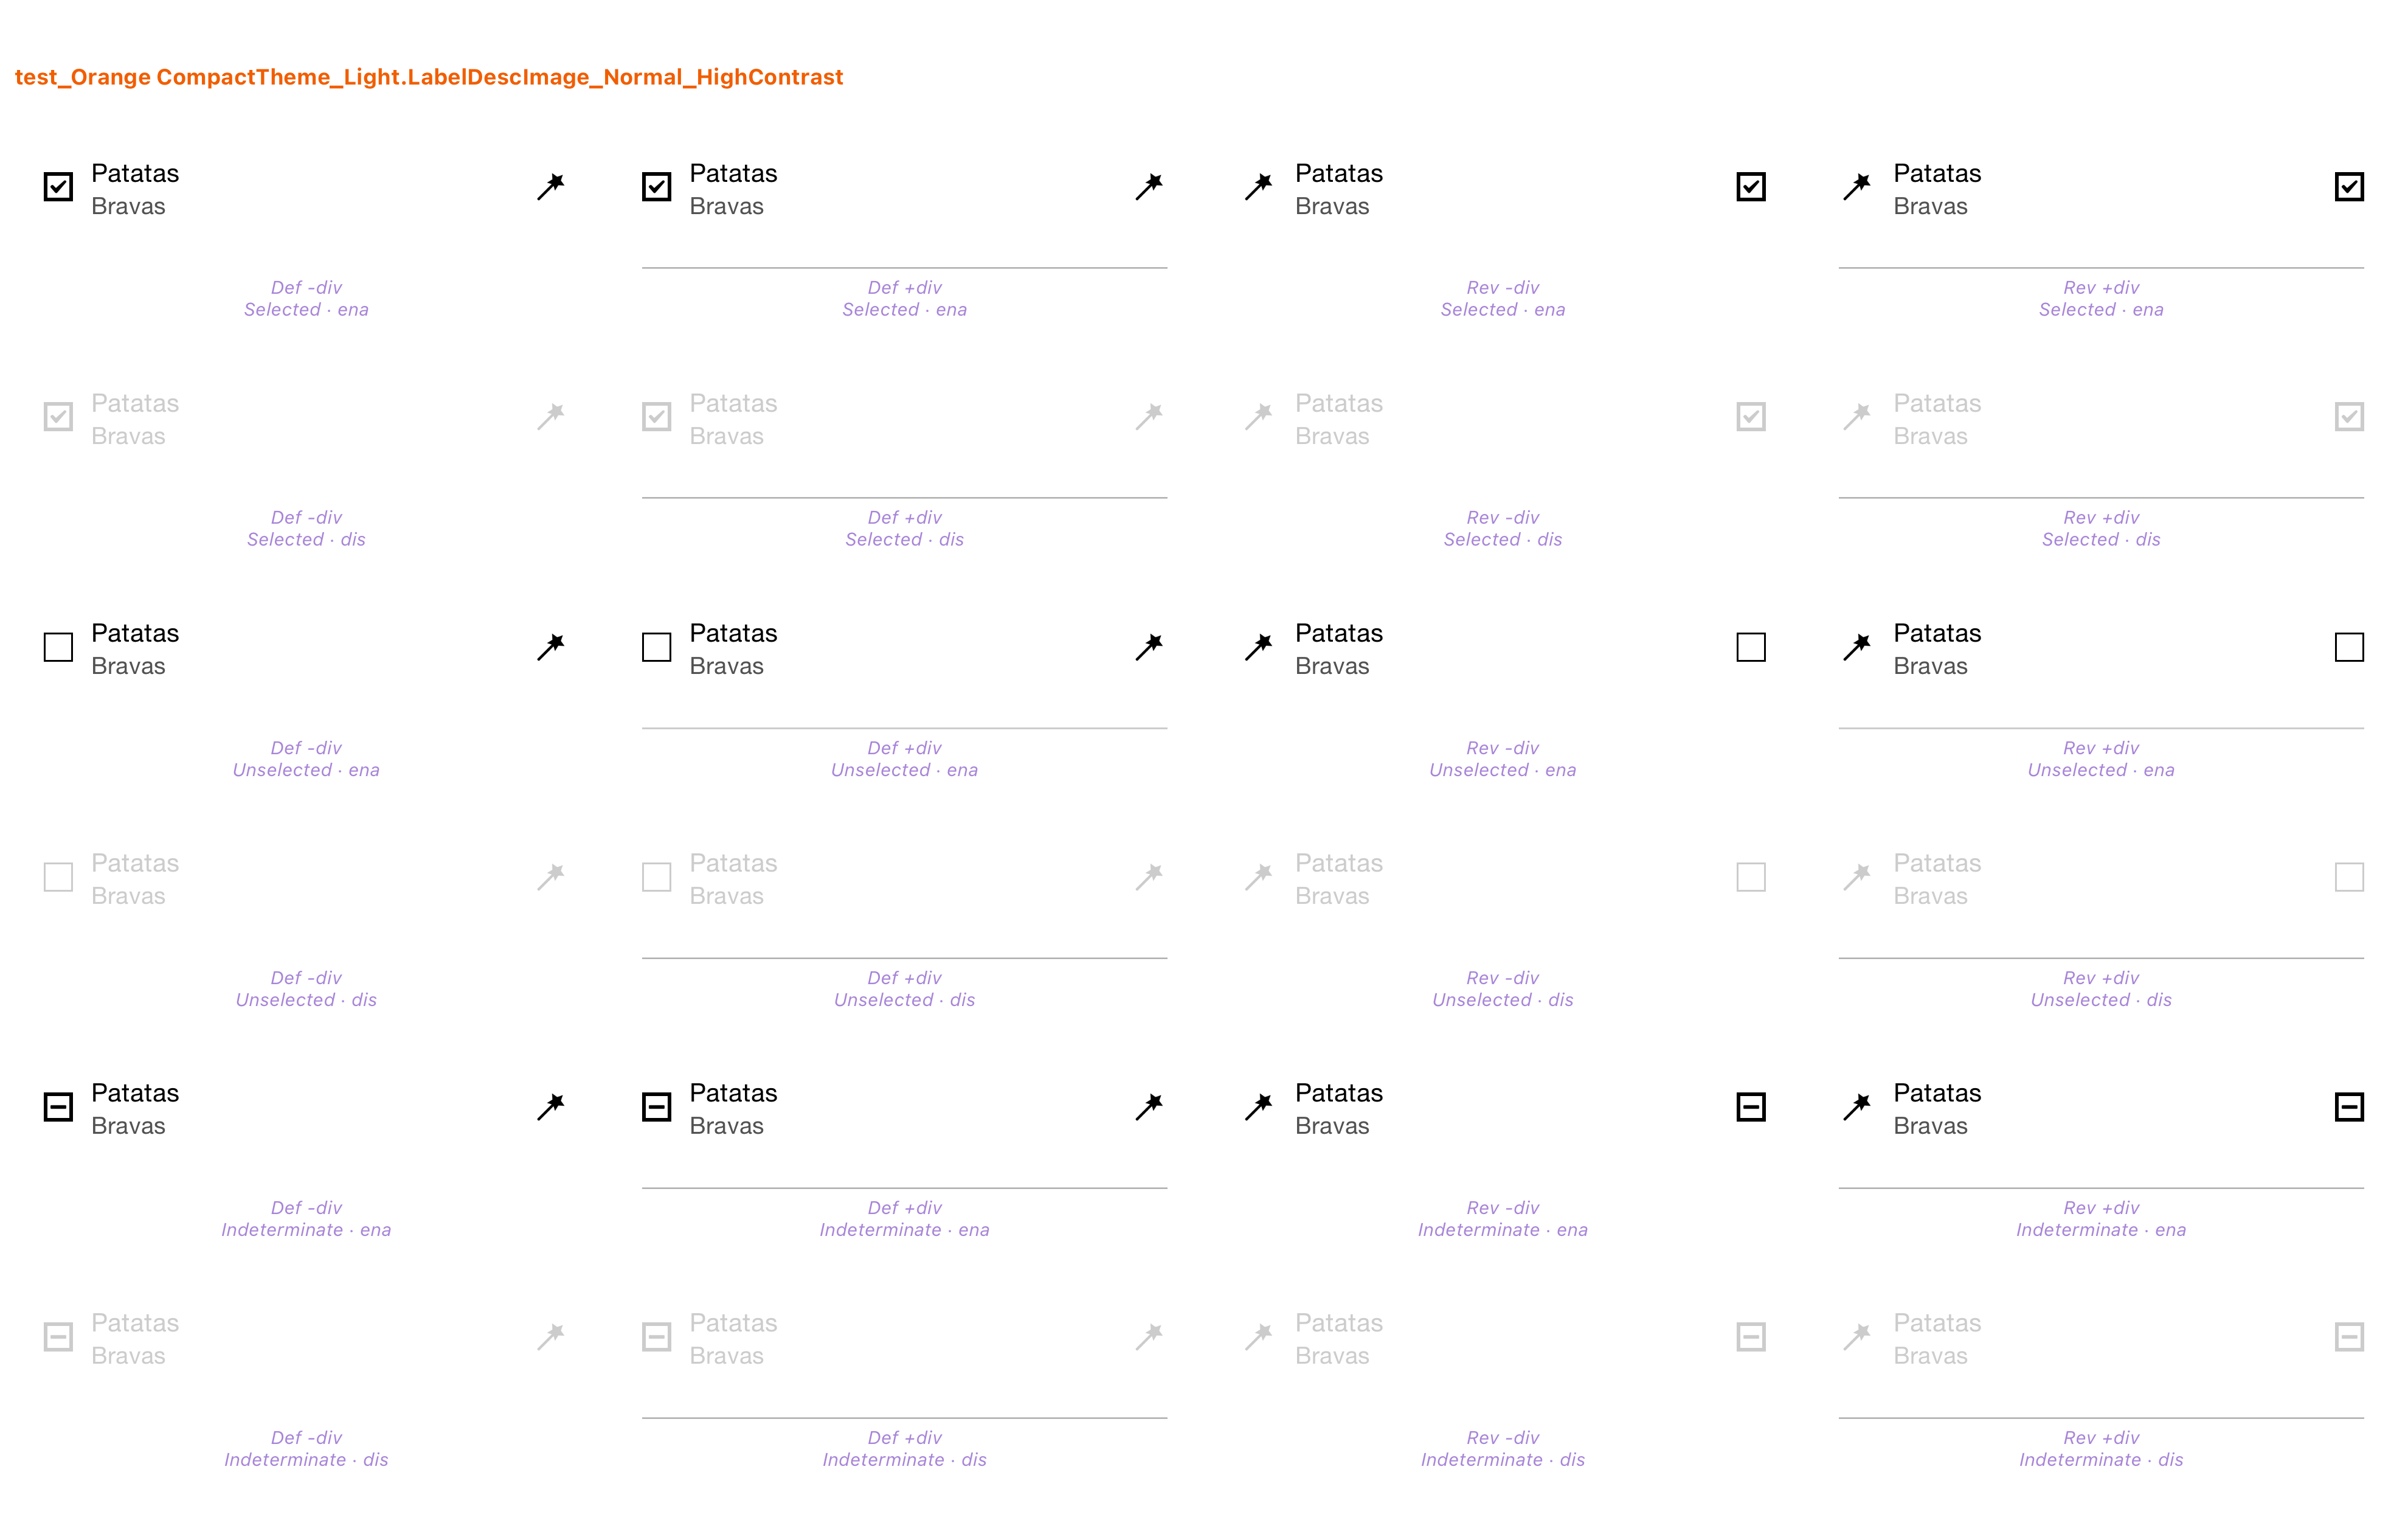 test_Orange CompactTheme_Light.LabelDescImage_Normal_HighContrast
Patatas
Bravas
Def -div
Selected · ena
Patatas
Bravas
Def +div
Selected · ena
Patatas
Bravas
Rev -div
Selected · ena
Patatas
Bravas
Rev +div
Selected · ena
Patatas
Bravas
Def -div
Selected · dis
Patatas
Bravas
Def +div
Selected · dis
Patatas
Bravas
Rev -div
Selected · dis
Patatas
Bravas
Rev +div
Selected · dis
Patatas
Bravas
Def -div
Unselected · ena
Patatas
Bravas
Def +div
Unselected · ena
Patatas
Bravas
Rev -div
Unselected · ena
Patatas
Bravas
Rev +div
Unselected · ena
Patatas
Bravas
Def -div
Unselected · dis
Patatas
Bravas
Def +div
Unselected · dis
Patatas
Bravas
Rev -div
Unselected · dis
Patatas
Bravas
Rev +div
Unselected · dis
Patatas
Bravas
Def -div
Indeterminate · ena
Patatas
Bravas
Def +div
Indeterminate · ena
Patatas
Bravas
Rev -div
Indeterminate · ena
Patatas
Bravas
Rev +div
Indeterminate · ena
Patatas
Bravas
Def -div
Indeterminate · dis
Patatas
Bravas
Def +div
Indeterminate · dis
Patatas
Bravas
Rev -div
Indeterminate · dis
Patatas
Bravas
Rev +div
Indeterminate · dis